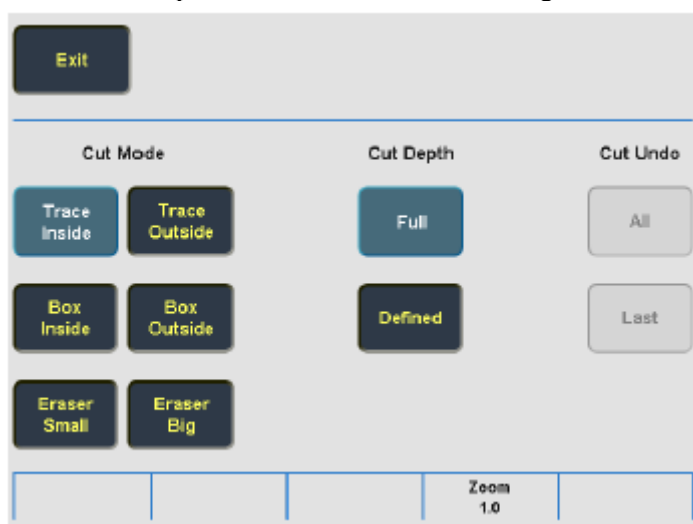 Exit
Cut Mode
Cut Depth
Cut Undo
Trace
Inside
Trace
Outside
Full
All
Box
Inside
Box
Outside
Defined
Last
Eraser
Small
Eraser
Big
Zoom
1.0